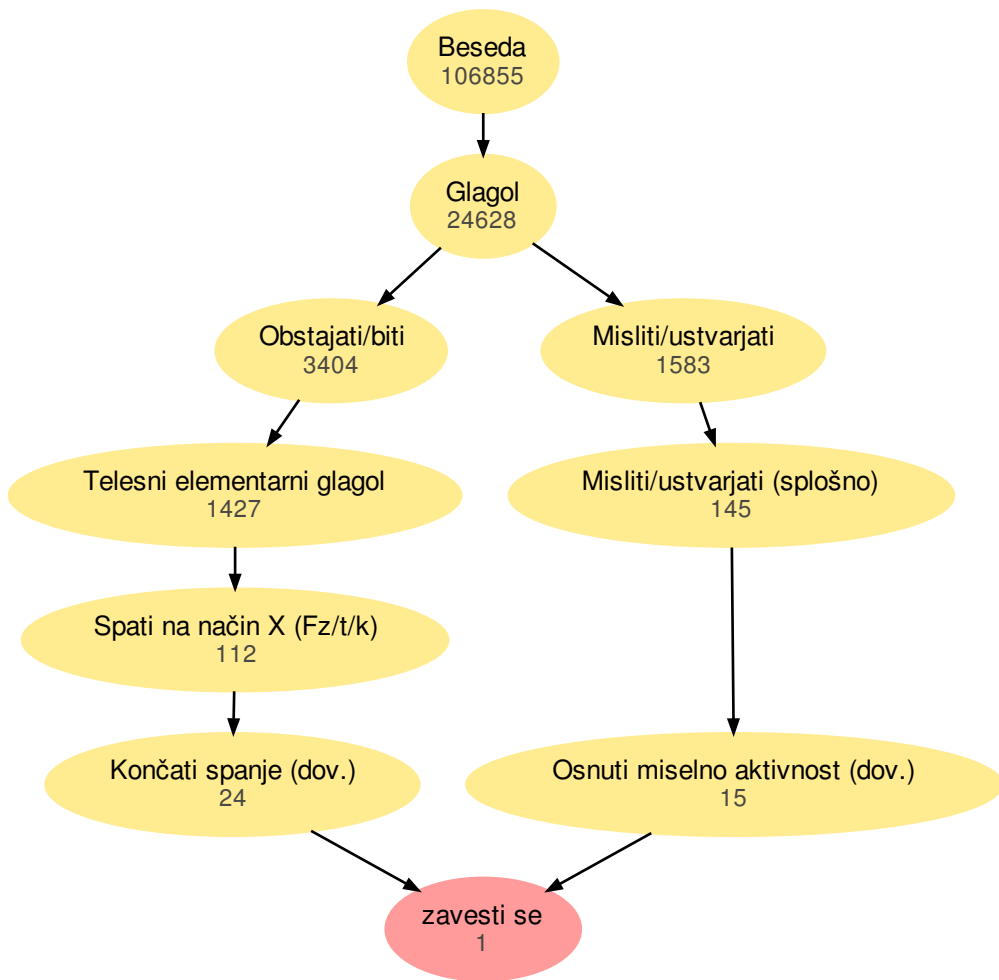 Beseda
106855
Glagol
24628
Obstajati/biti
3404
Misliti/ustvarjati
1583
Telesni elementarni glagol
1427
Misliti/ustvarjati (splošno)
145
Spati na način X (Fz/t/k)
112
Končati spanje (dov.)
24
Osnuti miselno aktivnost (dov.)
15
zavesti se
1